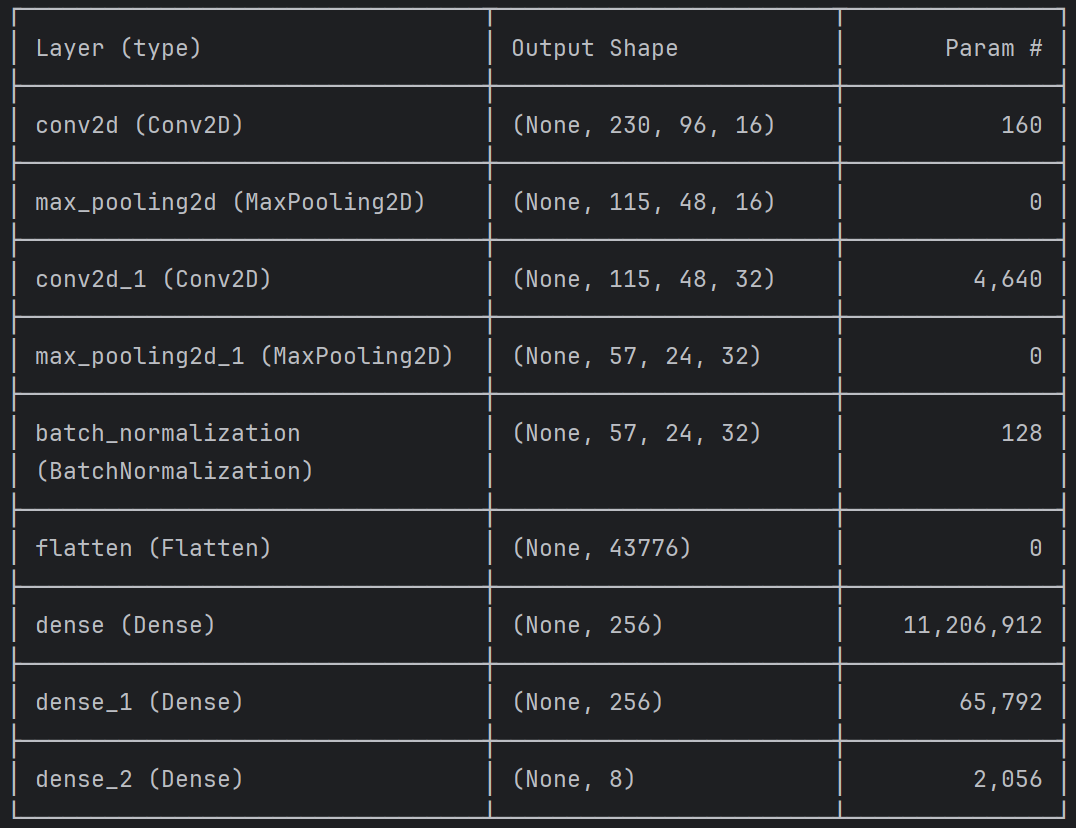 Layer (type) Output Shape Param #
conv2d (Conv2D) (None, 230, 96, 16) 160
max_pooling2d (MaxPooling2D) (None, 115, 48, 16) 0
conv2d_1 (Conv2D) (None, 115, 48, 32) 4,640
max_pooling2d_1 (MaxPooling2D) (None, 57, 24, 32) 0
batch_normalization (None, 57, 24, 32) 128
(BatchNormalization)
flatten (Flatten) (None, 43776) 0
dense (Dense) (None, 256) 11,206,912
dense_1 (Dense) (None, 256) 65,792
dense_2 (Dense) (None, 8) 2,056